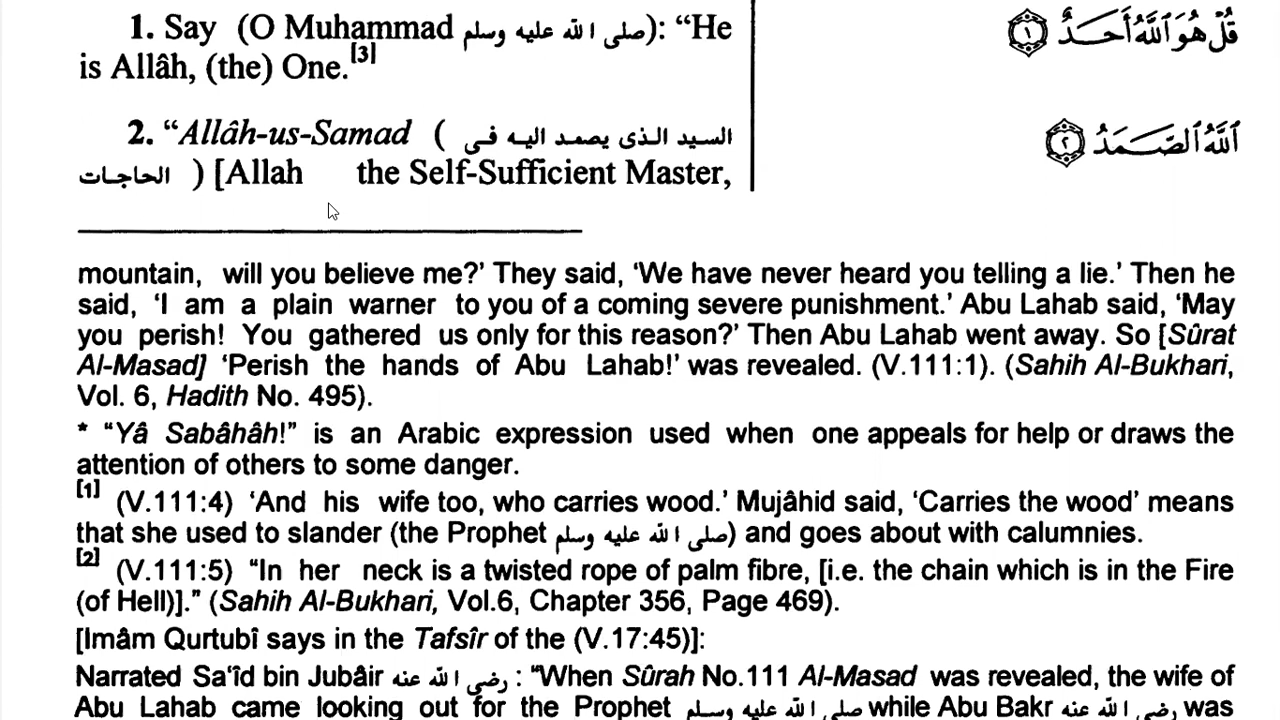 1. Say (O Muhammad صلى الله عليه وسلم): “He
is Allâh, (the) One.[3]
قُلْ هُوَ ٱللَّهُ أَحَدٌ ١
2. “Allâh-us-Samad ( السيد الذى يصمد اليه فى
الحاجات ) [Allah the Self-Sufficient Master,
ٱللَّهُ ٱلصَّمَدُ ٢
mountain, will you believe me?’ They said, ‘We have never heard you telling a lie.’ Then he
said, ‘I am a plain warner to you of a coming severe punishment.’ Abu Lahab said, ‘May
you perish! You gathered us only for this reason?’ Then Abu Lahab went away. So [Sûrat
Al-Masad] ‘Perish the hands of Abu Lahab!’ was revealed. (V.111:1). (Sahih Al-Bukhari,
Vol. 6, Hadith No. 495).
* “Yâ Sabâhâh!” is an Arabic expression used when one appeals for help or draws the
attention of others to some danger.
[1] (V.111:4) ‘And his wife too, who carries wood.’ Mujâhid said, ‘Carries the wood’ means
that she used to slander (the Prophet صلى الله عليه وسلم) and goes about with calumnies.
[2] (V.111:5) “In her neck is a twisted rope of palm fibre, [i.e. the chain which is in the Fire
(of Hell)].” (Sahih Al-Bukhari, Vol.6, Chapter 356, Page 469).
[Imâm Qurtubî says in the Tafsîr of the (V.17:45)]:
Narrated Sa‘îd bin Jubâir رضى الله عنه : “When Sûrah No.111 Al-Masad was revealed, the wife of
Abu Lahab came looking out for the Prophet صلى الله عليه وسلم while Abu Bakr رضى الله عنه was